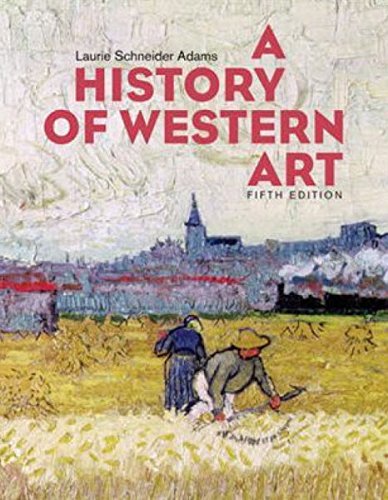 Laurie Schneider Adams
A
HISTORY
OF WESTERN
ART
FIFTH EDITION